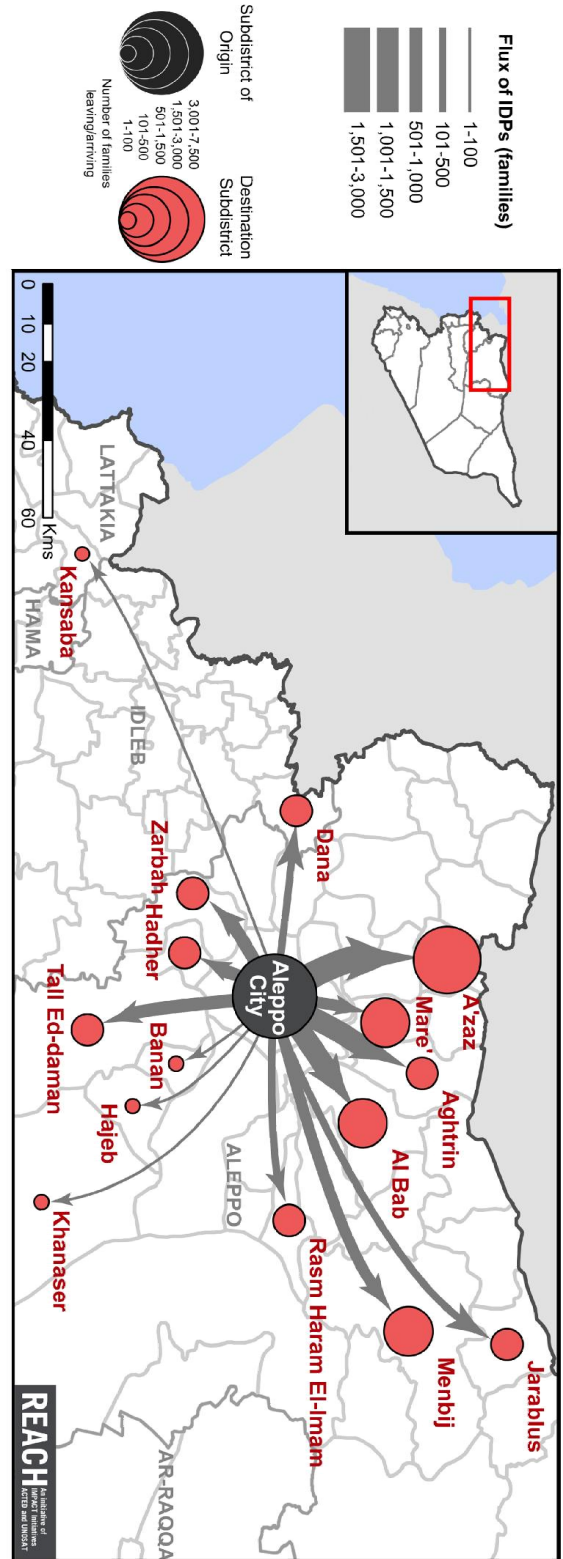 Flux of IDPs (families)
1-100
101-500
501-1,000
1,001-1,500
1,501-3,000
Subdistrict of
Origin
Destination
Subdistrict
3,001-7,500
1,501-3,000
501-1,500
101-500
1-100
Number of families
leaving/arriving
0 10 20 40 60
Kms
LATTAKIA
HAMA
IDLEB
ALEPPO
AR-RAQQA
Kansaba
Dana
A'zaz
Mare'
Aghtrin
Al Bab
Jarablus
Menbij
Rasm Haram El-Imam
Aleppo
City
Zarbah
Hadher
Tall Ed-daman
Banan
Hajeb
Khanaser
REACH
An initiative of
IMPACT Initiatives
ACTED and UNOSAT